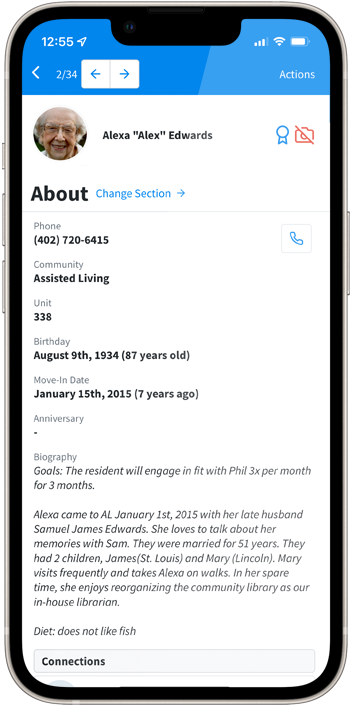 12:55
2/34
Actions
Alexa "Alex" Edwards
About Change Section →
Phone
(402) 720-6415
Community
Assisted Living
Unit
338
Birthday
August 9th, 1934 (87 years old)
Move-In Date
January 15th, 2015 (7 years ago)
Anniversary
-
Biography
Goals: The resident will engage in fit with Phil 3x per month
for 3 months.
Alexa came to AL January 1st, 2015 with her late husband
Samuel James Edwards. She loves to talk about her
memories with Sam. They were married for 51 years. They
had 2 children, James(St. Louis) and Mary (Lincoln). Mary
visits frequently and takes Alexa on walks. In her spare
time, she enjoys reorganizing the community library as our
in-house librarian.
Diet: does not like fish
Connections